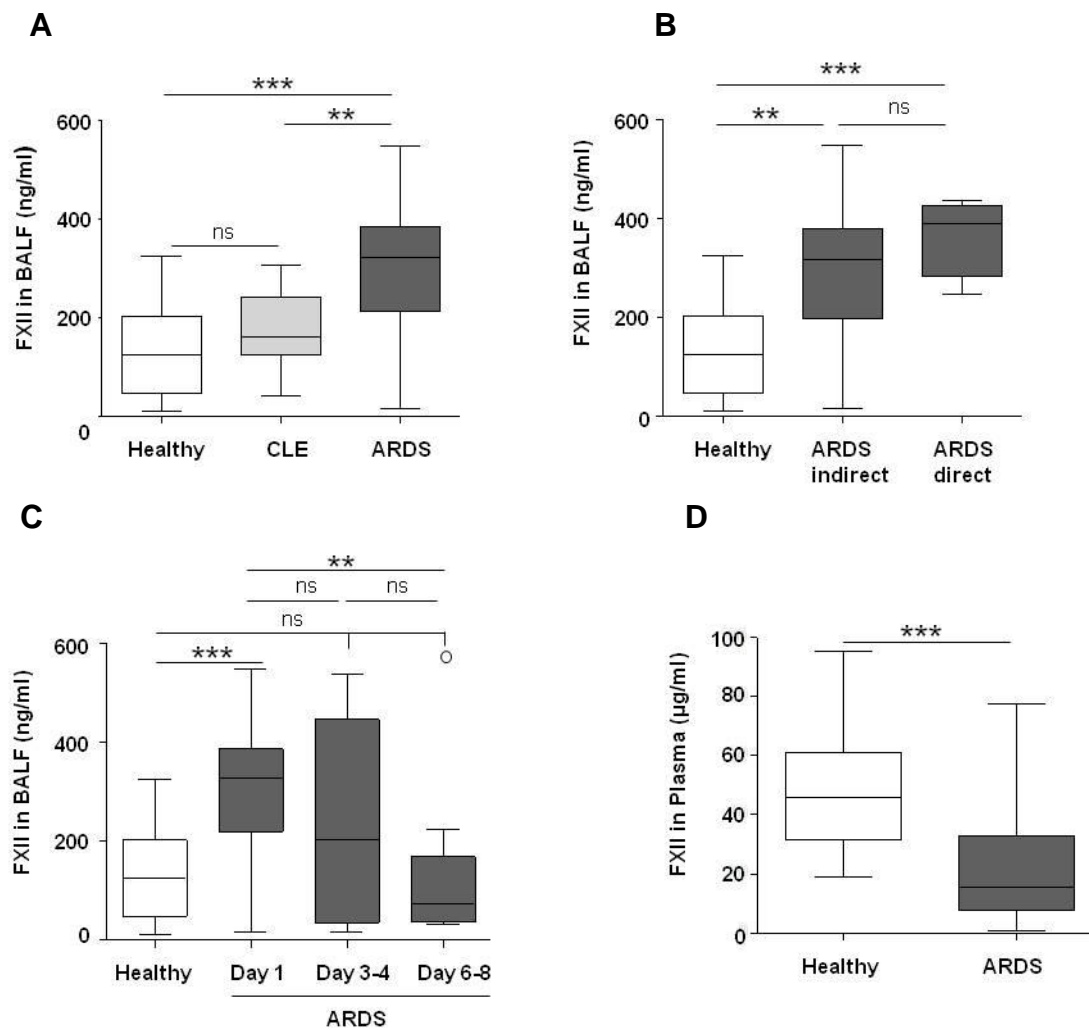 A
***
**
ns
FXII in BALF (ng/ml)
600
400
200
0
Healthy CLE ARDS
B
***
** ns
FXII in BALF (ng/ml)
600
400
200
0
Healthy ARDS indirect ARDS direct
C
**
ns ns
ns
***
FXII in BALF (ng/ml)
600
400
200
0
Healthy Day 1 Day 3-4 Day 6-8
ARDS
D
***
FXII in Plasma (µg/ml)
100
80
60
40
20
0
Healthy ARDS